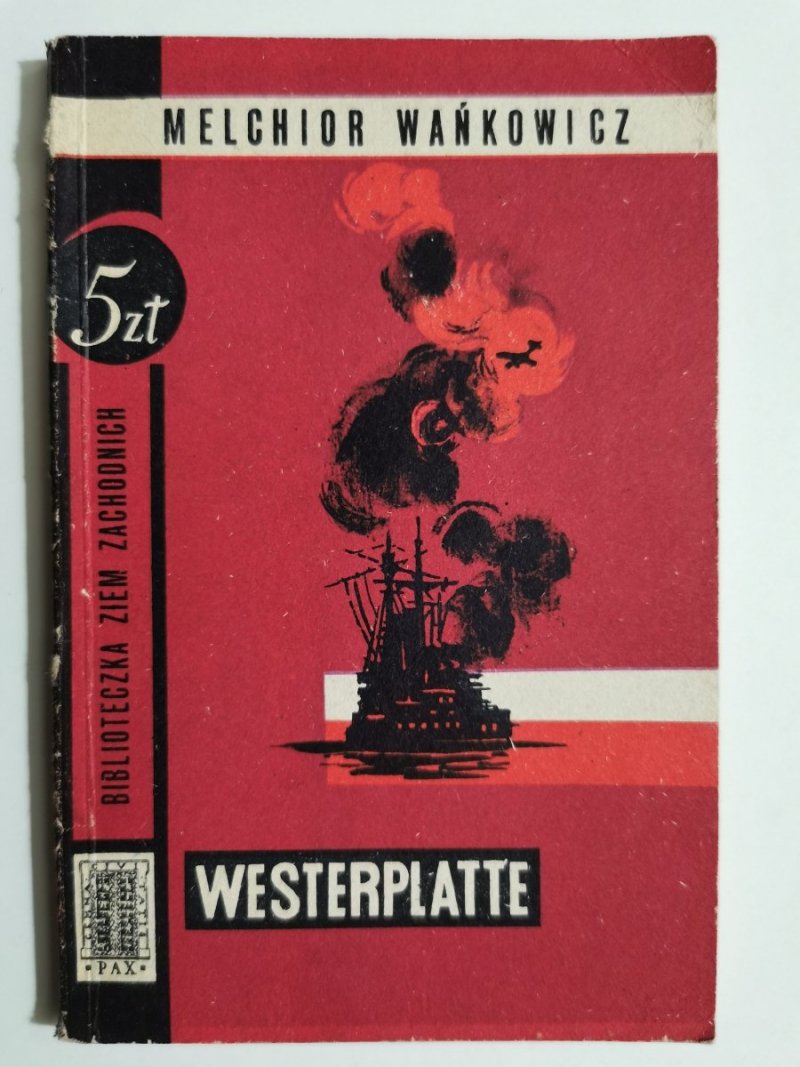 MELCHIOR WAŃKOWICZ
5zł
BIBLIOTECZKA ZIEM ZACHODNICH
WESTERPLATTE
• PAX •